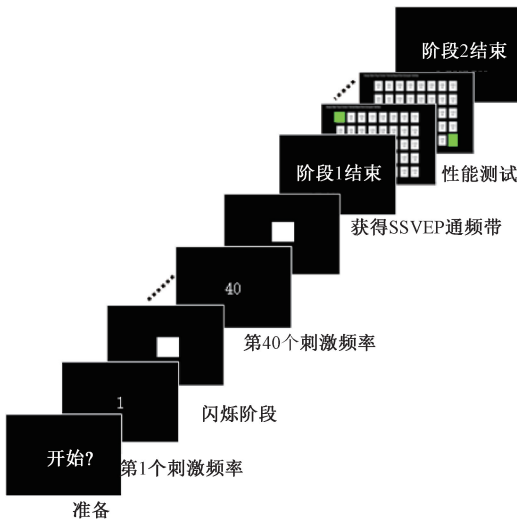 阶段2结束
性能测试
阶段1结束
获得SSVEP通频带
40
第40个刺激频率
闪烁阶段
1
第1个刺激频率
开始?
准备